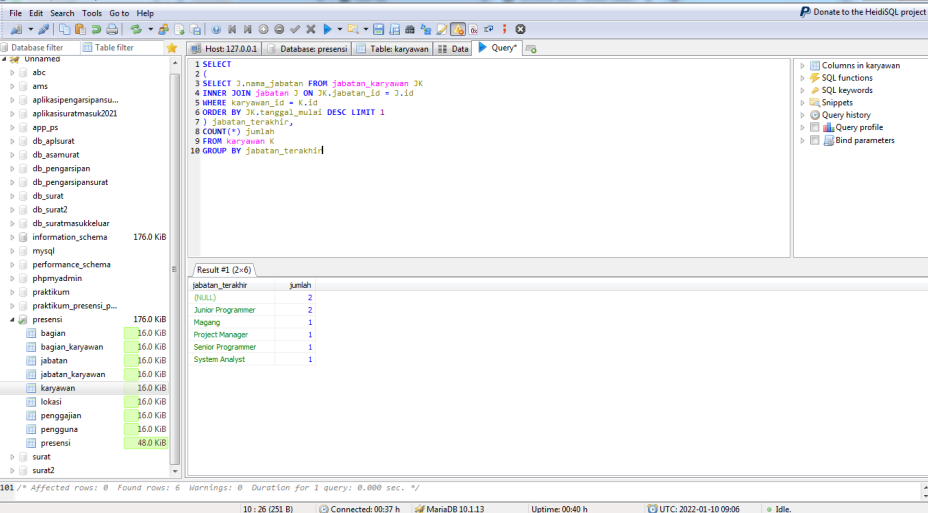 File Edit Search Tools Go to Help
Donate to the HeidiSQL project
Database filter
Table filter
Host: 127.0.0.1
Database: presensi
Table: karyawan
Data
Query*
Unnamed
abc
ams
aplikasipengarsipansu...
aplikasisuratmasuk2021
app_ps
db_aplsurat
db_asamurat
db_pengarsipan
db_pengarsipansurat
db_surat
db_surat2
db_suratmasukkeluar
information_schema 176.0 KiB
mysql
performance_schema
phpmyadmin
praktikum
praktikum_presensi_p...
presensi 176.0 KiB
bagian 16.0 KiB
bagian_karyawan 16.0 KiB
jabatan 16.0 KiB
jabatan_karyawan 16.0 KiB
karyawan 16.0 KiB
lokasi 16.0 KiB
penggajian 16.0 KiB
pengguna 16.0 KiB
presensi 48.0 KiB
surat
surat2
1 SELECT
2 (
3 SELECT J.nama_jabatan FROM jabatan_karyawan JK
4 INNER JOIN jabatan J ON JK.jabatan_id = J.id
5 WHERE karyawan_id = K.id
6 ORDER BY JK.tanggal_mulai DESC LIMIT 1
7 ) jabatan_terakhir,
8 COUNT(*) jumlah
9 FROM karyawan K
10 GROUP BY jabatan_terakhir
Columns in karyawan
SQL functions
SQL keywords
Snippets
Query history
Query profile
Bind parameters
Result #1 (2×6)
jabatan_terakhir jumlah
(NULL) 2
Junior Programmer 2
Magang 1
Project Manager 1
Senior Programmer 1
System Analyst 1
101 /* Affected rows: 0 Found rows: 6 Warnings: 0 Duration for 1 query: 0.000 sec. */
10 : 26 (251 B)
Connected: 00:37 h
MariaDB 10.1.13
Uptime: 00:40 h
UTC: 2022-01-10 09:06
Idle.